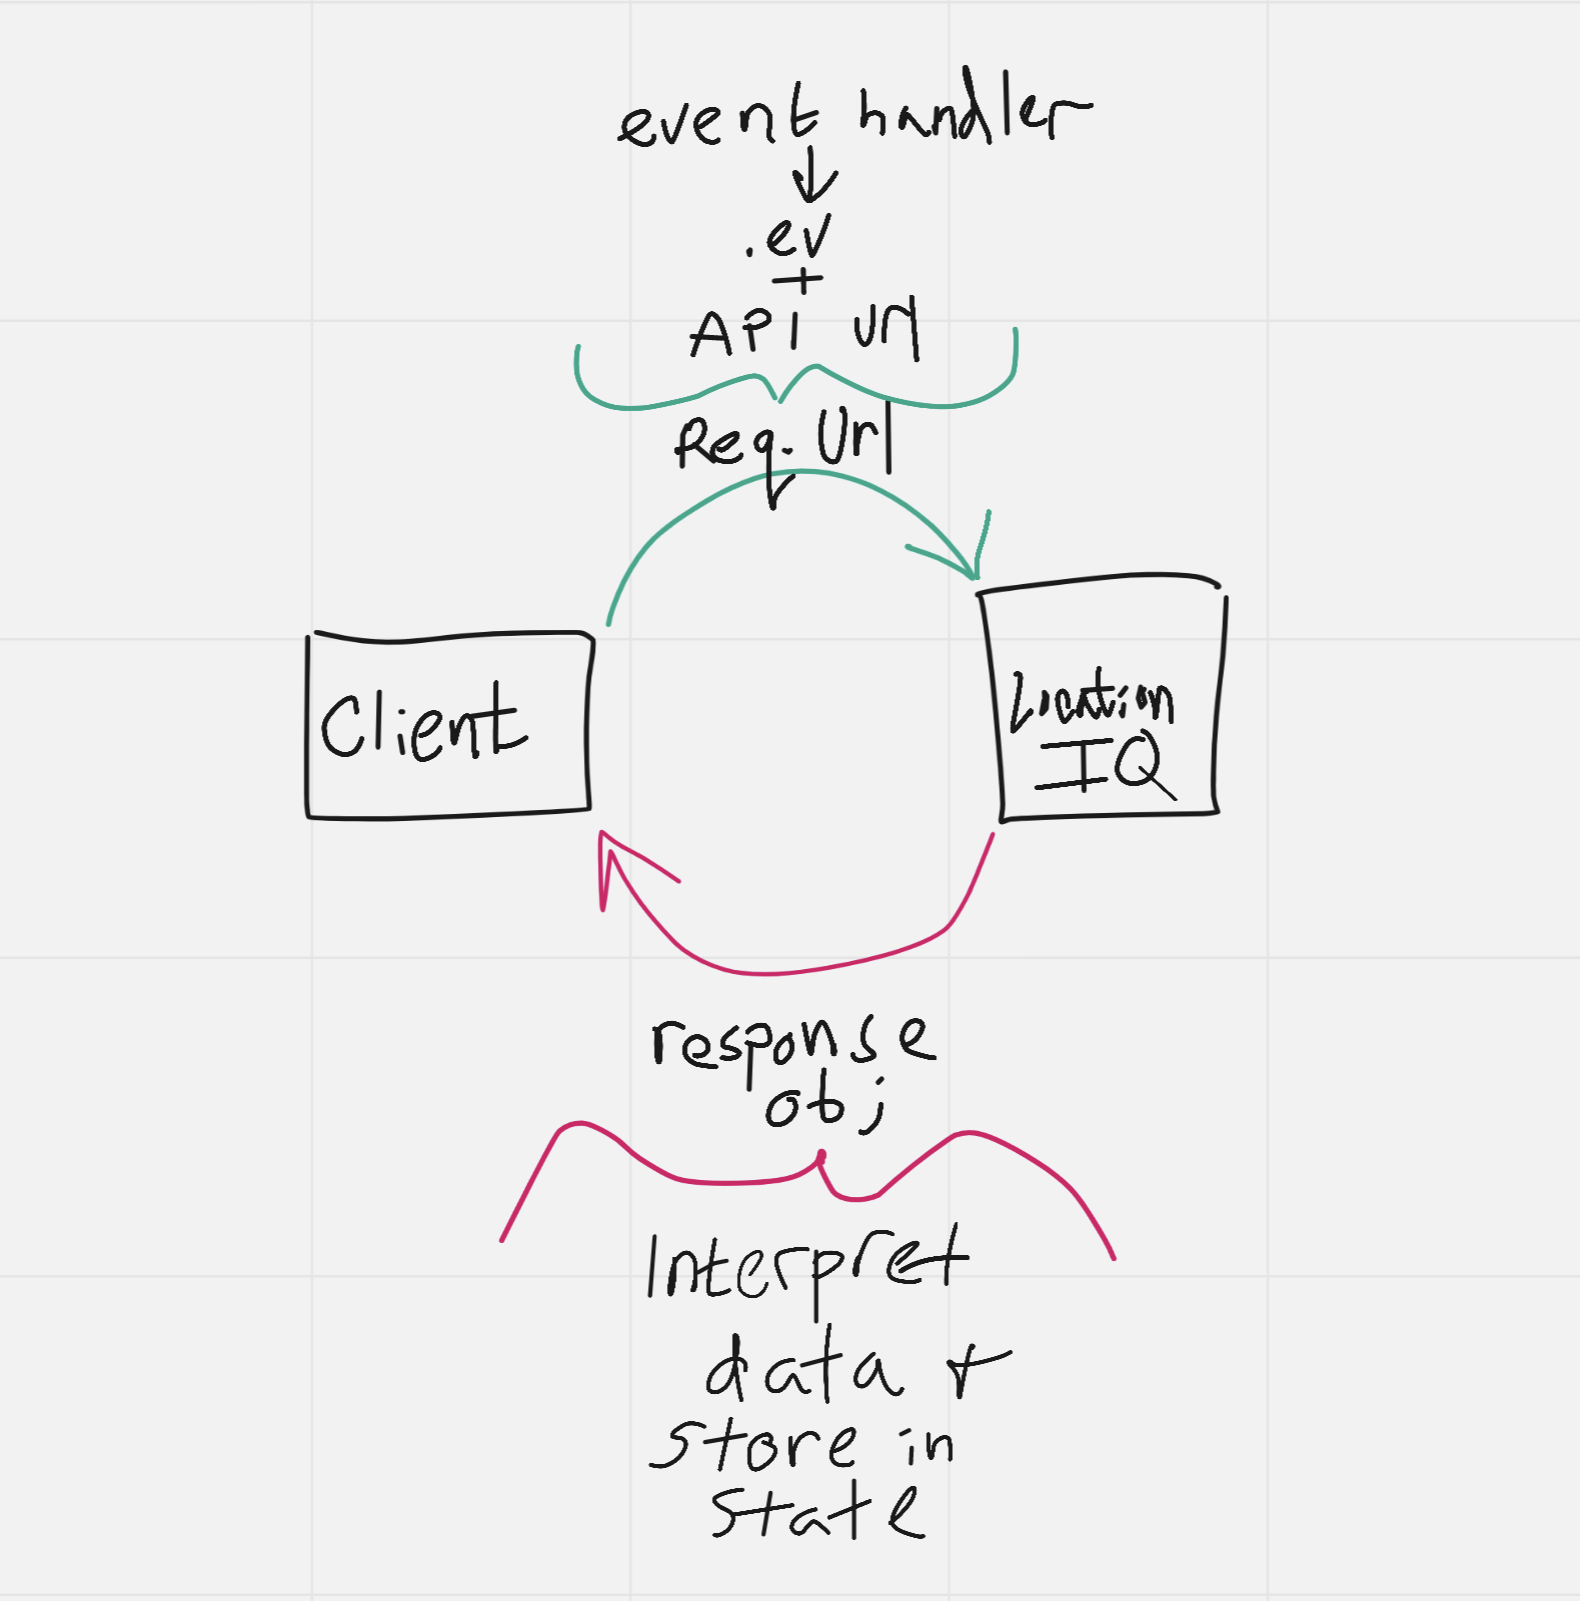 event handler
↓
.ev
+
API url
Req. Url
Client
Location
IQ
response
obj
Interpret
data +
store in
state